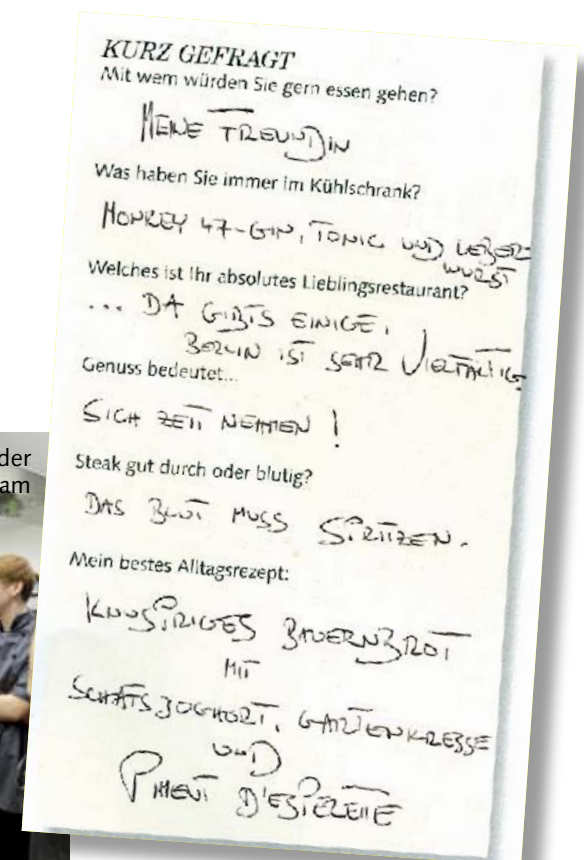 KURZ GEFRAGT
Mit wem würden Sie gern essen gehen?
MEINE FREUNDIN
Was haben Sie immer im Kühlschrank?
MONKEY 47-GIN, TONIC UND LEBER-
WURST
Welches ist Ihr absolutes Lieblingsrestaurant?
... DA GIBTS EINIGE,
BERLIN IST SEHR VIELFÄLTIG
Genuss bedeutet...
SICH ZEIT NEHMEN!
der
am
Steak gut durch oder blutig?
DAS BLUT MUSS SPRITZEN.
Mein bestes Alltagsrezept:
KNUSPRIGES BAUERNBROT
MIT
SCHAFSJOGHURT, GARTENKRESSE
UND
PIMENT D'ESPELETTE